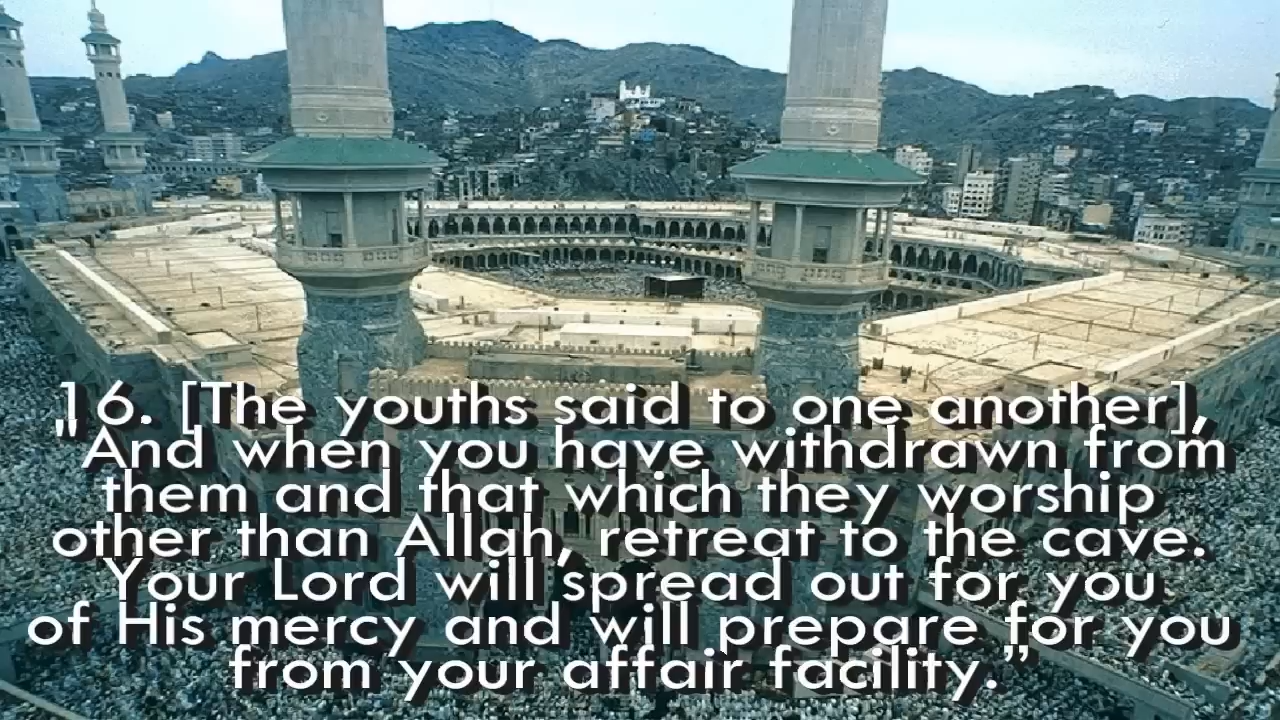 16. [The youths said to one another],
"And when you have withdrawn from
them and that which they worship
other than Allah, retreat to the cave.
Your Lord will spread out for you
of His mercy and will prepare for you
from your affair facility.”